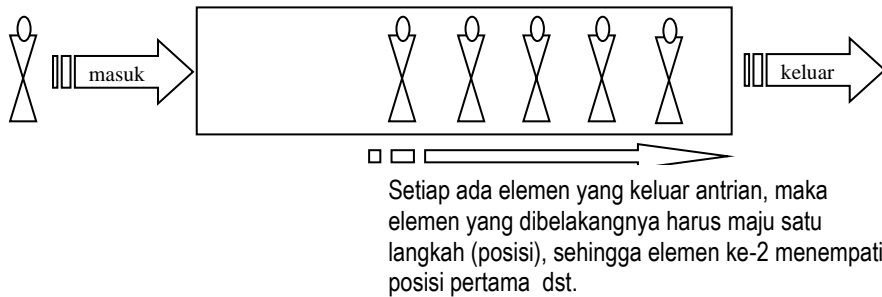 masuk
keluar
Setiap ada elemen yang keluar antrian, maka
elemen yang dibelakangnya harus maju satu
langkah (posisi), sehingga elemen ke-2 menempati
posisi pertama dst.